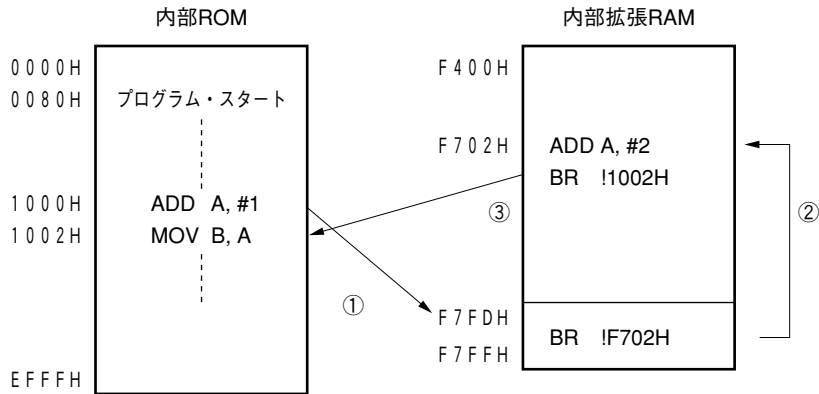 内部ROM
0000H
0080H
プログラム・スタート
1000H
ADD A, #1
1002H
MOV B, A
EFFFH
①
内部拡張RAM
F400H
F702H
ADD A, #2
BR !1002H
③
②
F7FDH
BR !F702H
F7FFH